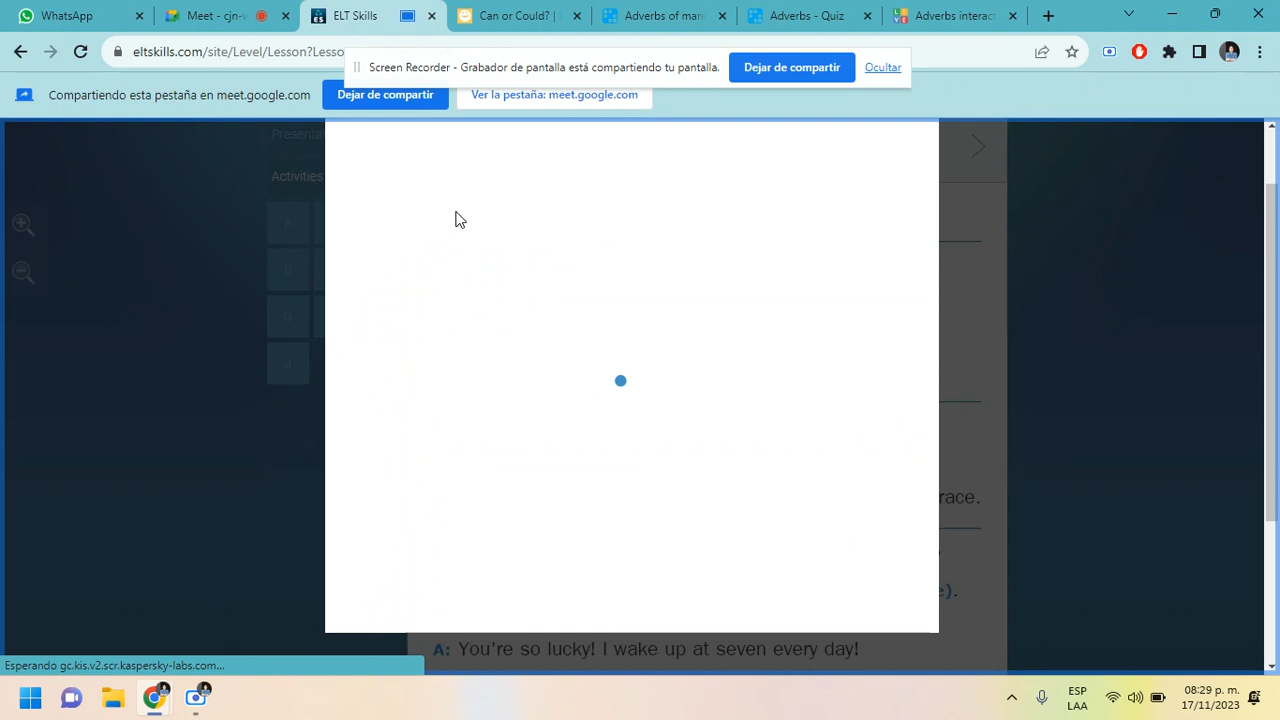 WhatsApp
Meet - cjn-v
ELT Skills
Can or Could? |
Adverbs of man
Adverbs - Quiz
Adverbs interact
eltskills.com/site/Level/Lesson?Lesson
Screen Recorder - Grabador de pantalla está compartiendo tu pantalla.
Dejar de compartir
Ocultar
Compartiendo esta pestaña en meet.google.com
Dejar de compartir
Ver la pestaña: meet.google.com
Activities
A
D
G
J
race.
e).
A: You're so lucky! I wake up at seven every day!
Esperando gc.kis.v2.scr.kaspersky-labs.com...
ESP
LAA
08:29 p. m.
17/11/2023